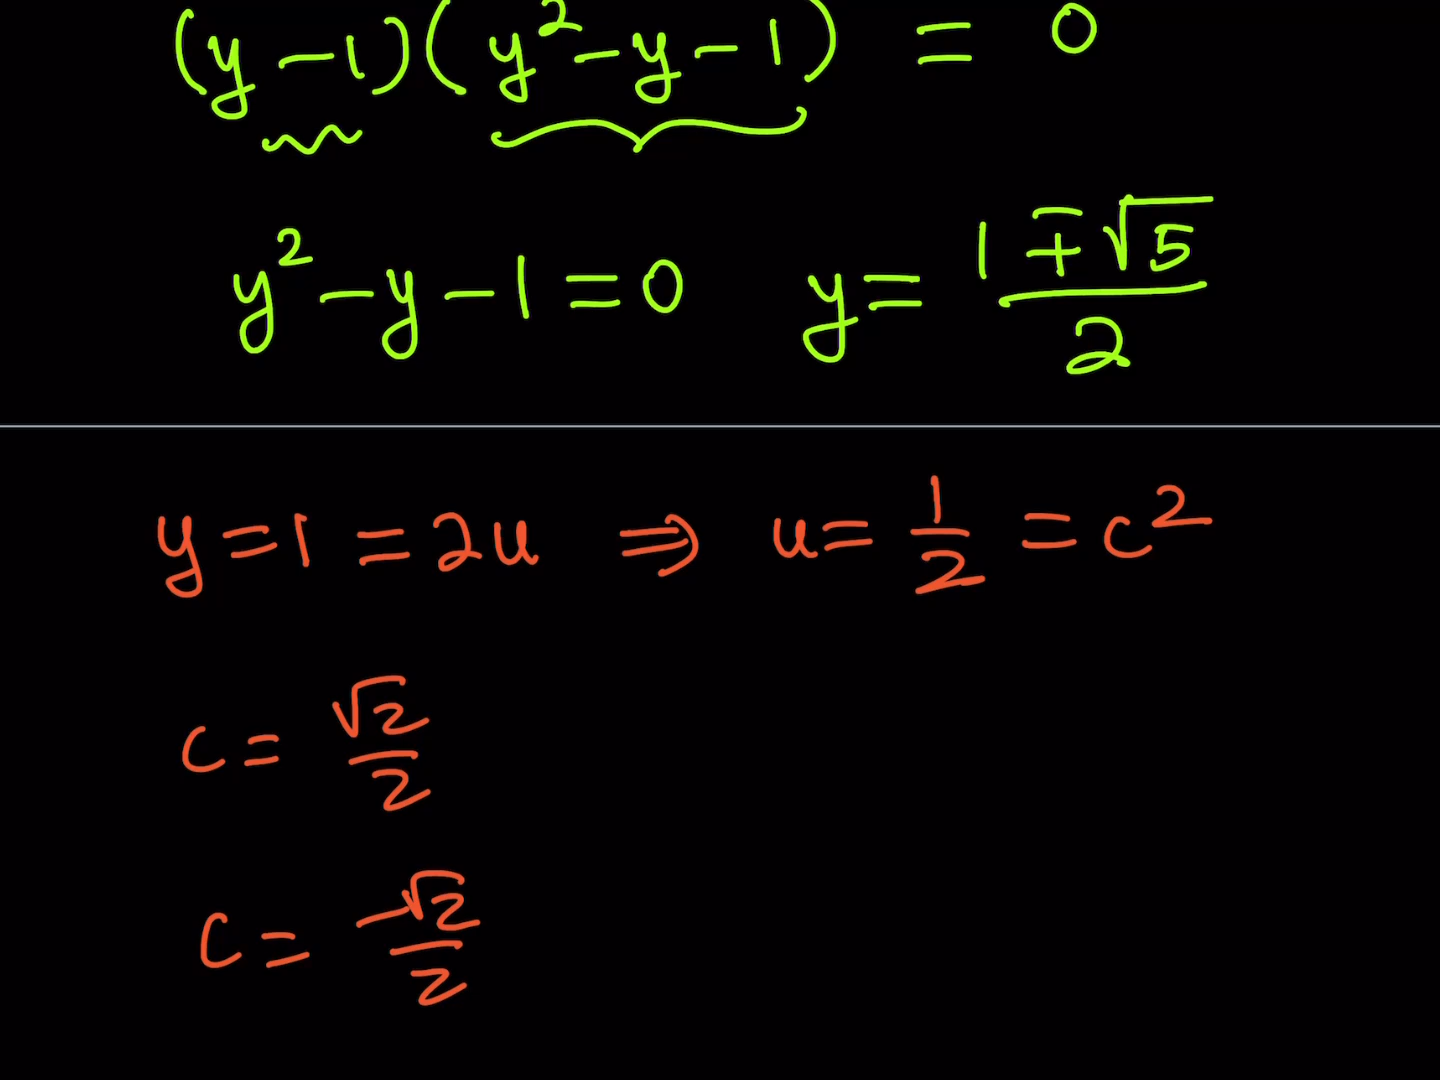 (y - 1)(y² - y - 1) = 0
y² - y - 1 = 0   y = (1 ∓ √5)/2
y = 1 = 2u ⇒ u = 1/2 = c²
c = √2/2
c = -√2/2